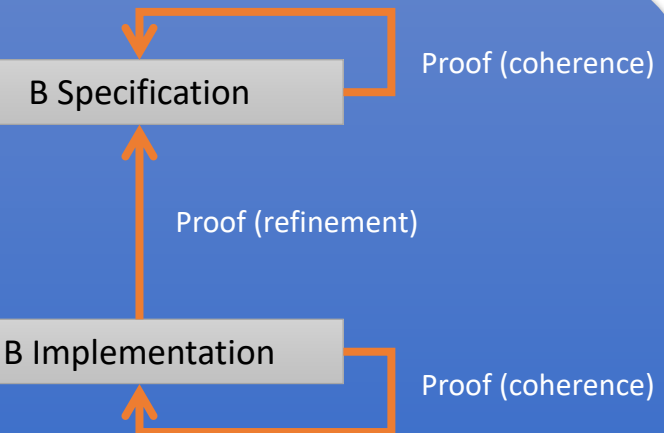 Proof (coherence)
B Specification
Proof (refinement)
B Implementation
Proof (coherence)